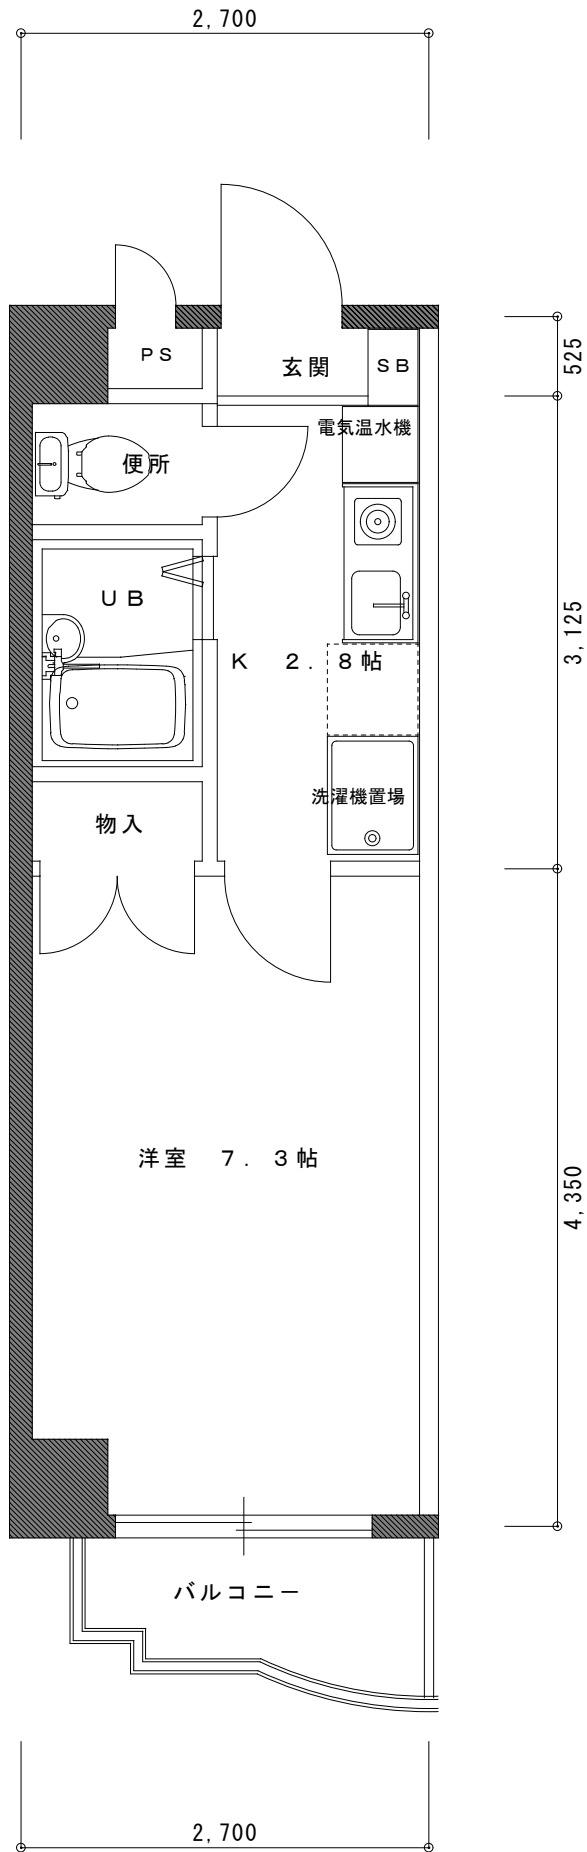 2,700
PS
玄関
SB
525
電気温水機
便所
UB
K 2.8帖
3,125
洗濯機置場
物入
洋室 7.3帖
4,350
バルコニー
2,700